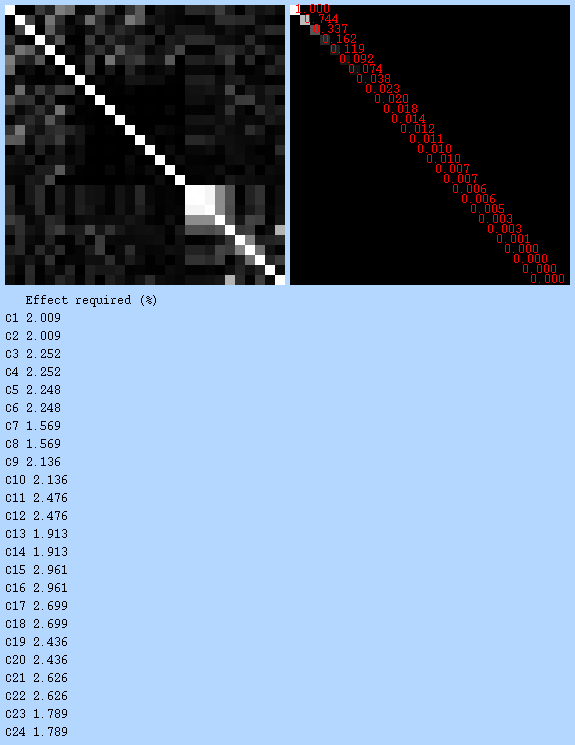 1.000
0.744
0.337
0.162
0.119
0.092
0.074
0.038
0.023
0.020
0.018
0.014
0.012
0.011
0.010
0.010
0.007
0.007
0.006
0.006
0.005
0.003
0.003
0.001
0.000
0.000
0.000
0.000
Effect required (%)
C1 2.009
C2 2.009
C3 2.252
C4 2.252
C5 2.248
C6 2.248
C7 1.569
C8 1.569
C9 2.136
C10 2.136
C11 2.476
C12 2.476
C13 1.913
C14 1.913
C15 2.961
C16 2.961
C17 2.699
C18 2.699
C19 2.436
C20 2.436
C21 2.626
C22 2.626
C23 1.789
C24 1.789